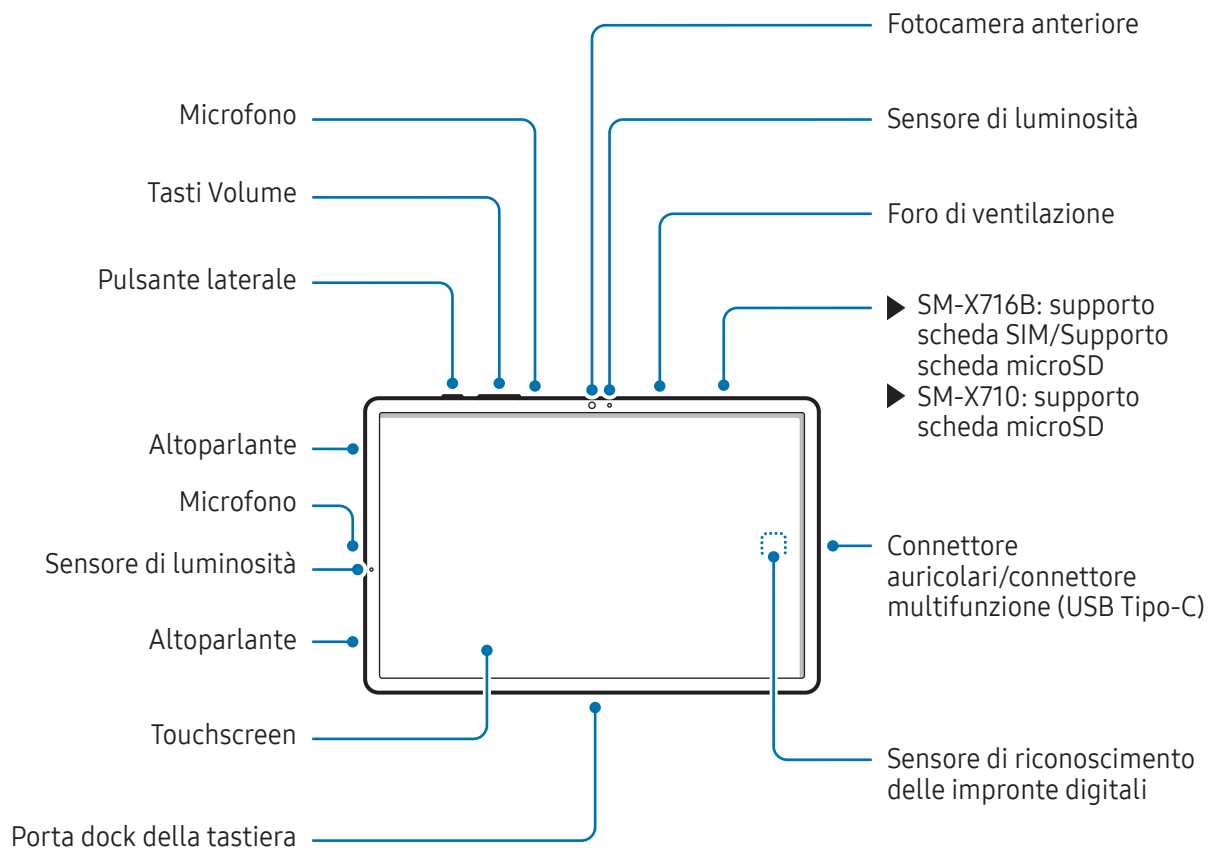 Fotocamera anteriore
Microfono
Sensore di luminosità
Tasti Volume
Foro di ventilazione
Pulsante laterale
SM-X716B: supporto
scheda SIM/Supporto
scheda microSD
SM-X710: supporto
scheda microSD
Altoparlante
Microfono
Sensore di luminosità
Connettore
auricolari/connettore
multifunzione (USB Tipo-C)
Altoparlante
Touchscreen
Sensore di riconoscimento
delle impronte digitali
Porta dock della tastiera